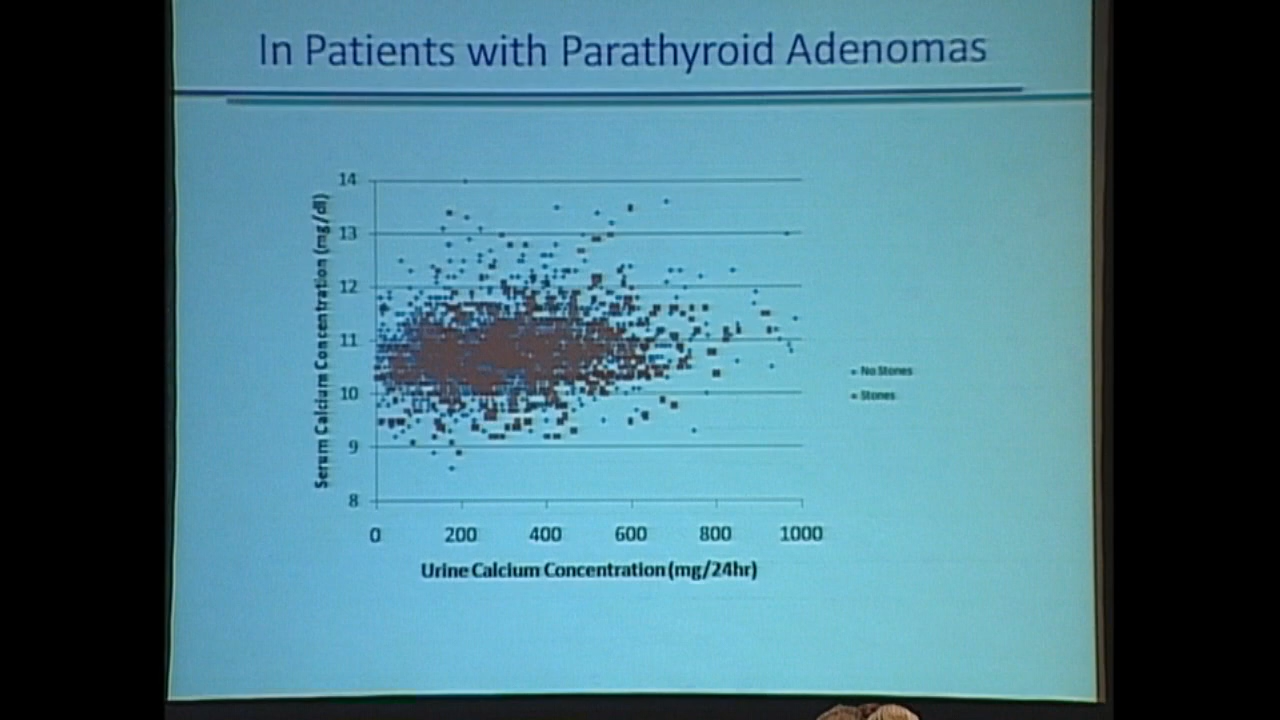 In Patients with Parathyroid Adenomas
Serum Calcium Concentration (mg/dl)
14
13
12
11
10
9
8
0 200 400 600 800 1000
Urine Calcium Concentration (mg/24hr)
No Stones
Stones